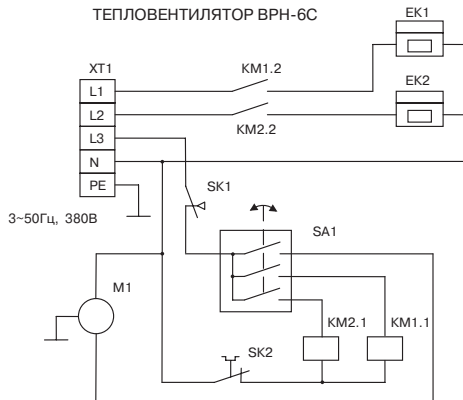 ТЕПЛОВЕНТИЛЯТОР ВРН-6С
EK1
XT1
KM1.2
L1
EK2
L2
KM2.2
L3
N
PE
SK1
3~50Гц, 380В
SA1
M1
KM2.1
KM1.1
SK2